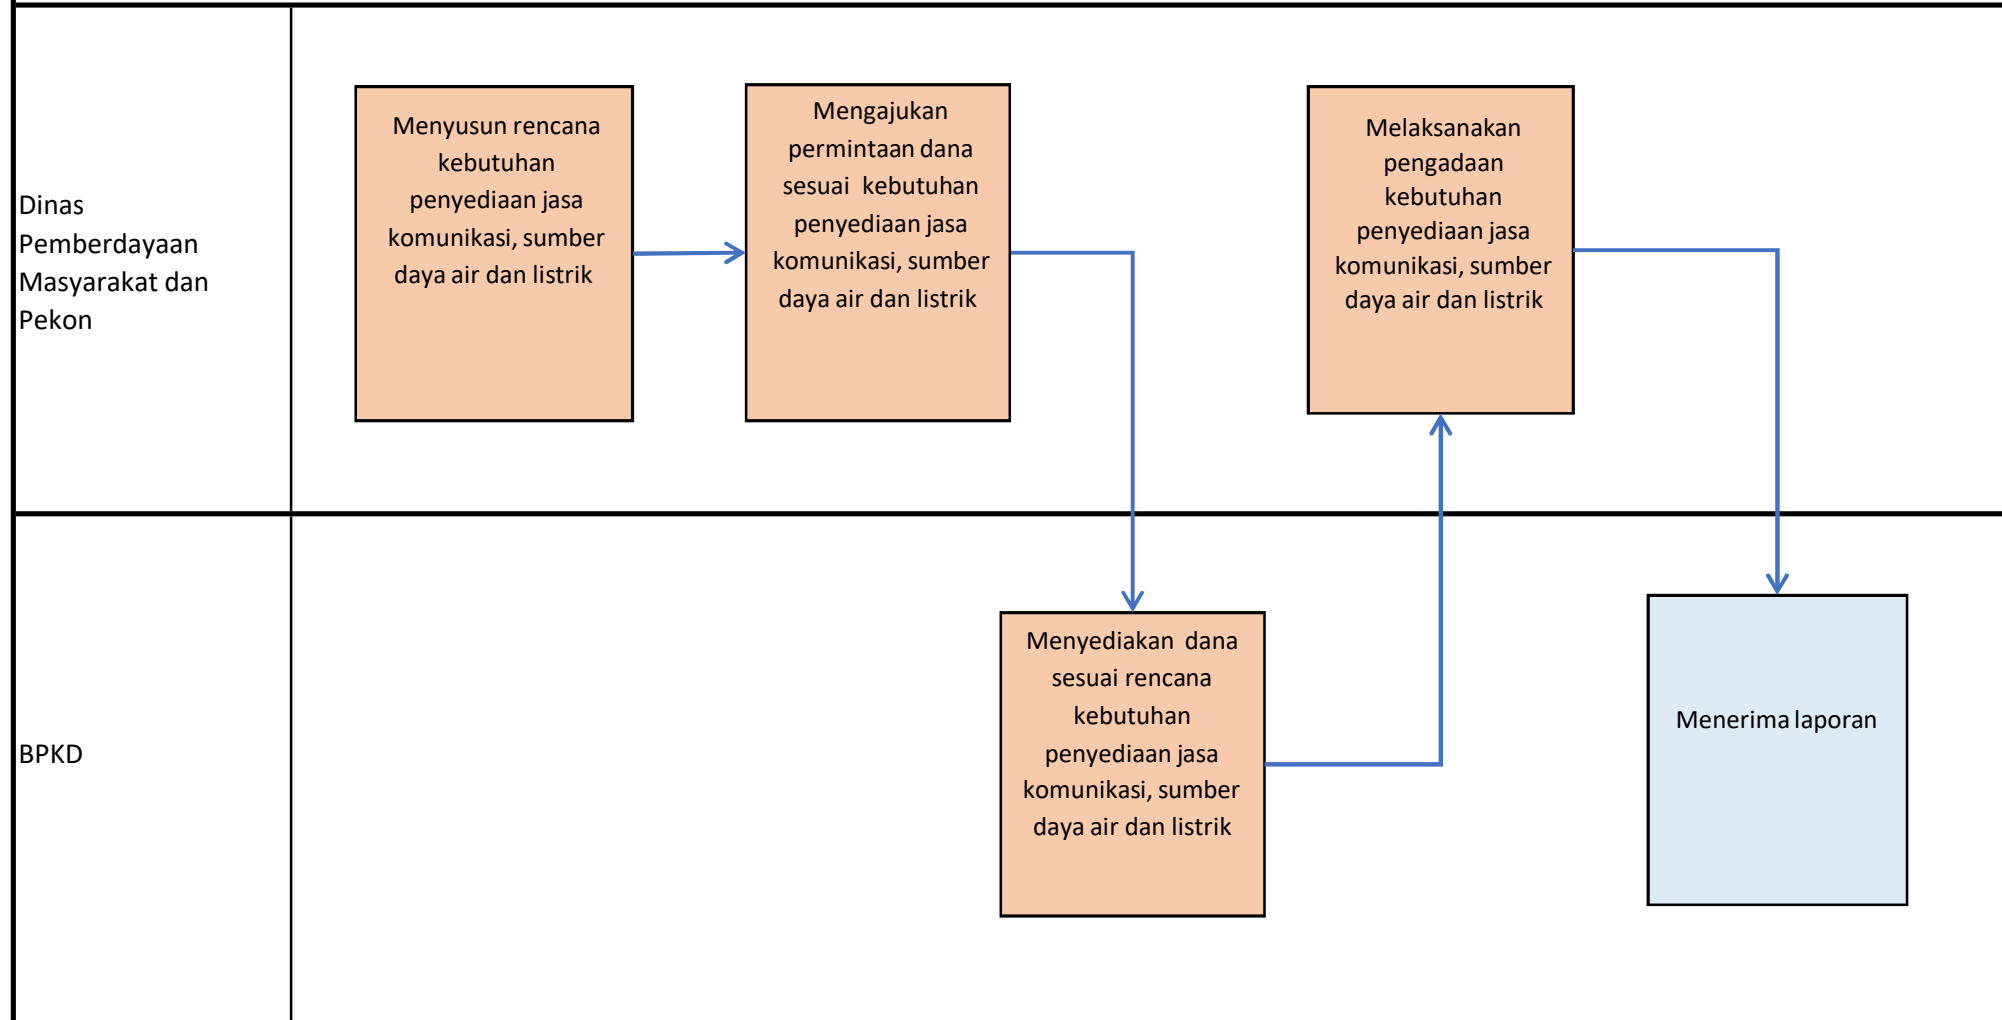 Dinas
Pemberdayaan
Masyarakat dan
Pekon
Menyusun rencana
kebutuhan
penyediaan jasa
komunikasi, sumber
daya air dan listrik
Mengajukan
permintaan dana
sesuai kebutuhan
penyediaan jasa
komunikasi, sumber
daya air dan listrik
Melaksanakan
pengadaan
kebutuhan
penyediaan jasa
komunikasi, sumber
daya air dan listrik
BPKD
Menyediakan dana
sesuai rencana
kebutuhan
penyediaan jasa
komunikasi, sumber
daya air dan listrik
Menerima laporan